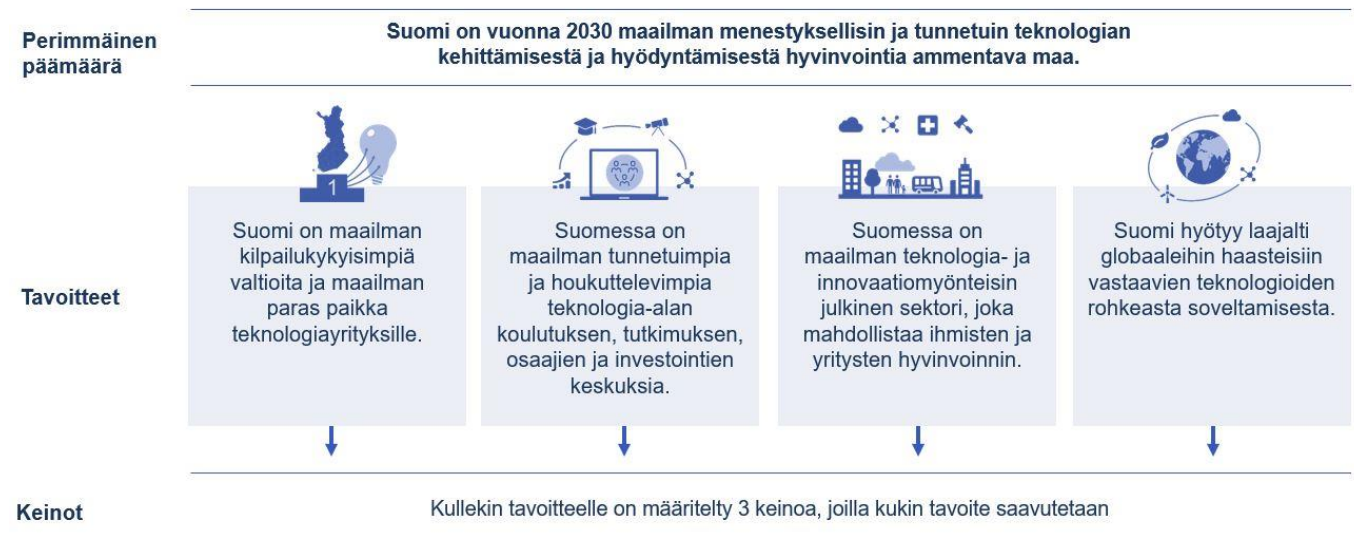 Perimmäinen
päämäärä
Suomi on vuonna 2030 maailman menestyksellisin ja tunnetuin teknologian
kehittämisestä ja hyödyntämisestä hyvinvointia ammentava maa.
Tavoitteet
1
Suomi on maailman
kilpailukykyisimpiä
valtioita ja maailman
paras paikka
teknologiayrityksille.
Suomessa on
maailman tunnetuimpia
ja houkuttelevimpia
teknologia-alan
koulutuksen, tutkimuksen,
osaajien ja investointien
keskuksia.
Suomessa on
maailman teknologia- ja
innovaatiomyönteisin
julkinen sektori, joka
mahdollistaa ihmisten ja
yritysten hyvinvoinnin.
Suomi hyötyy laajalti
globaaleihin haasteisiin
vastaavien teknologioiden
rohkeasta soveltamisesta.
Keinot
Kullekin tavoitteelle on määritelty 3 keinoa, joilla kukin tavoite saavutetaan